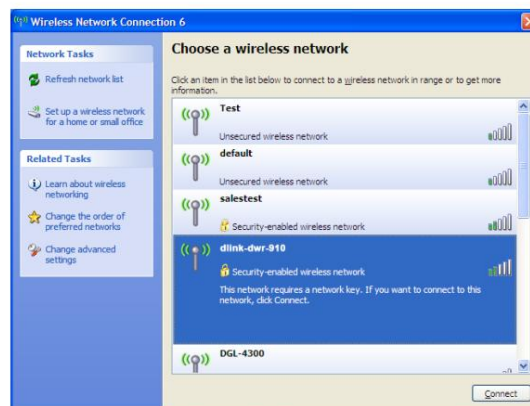 Wireless Network Connection 6
Network Tasks
Refresh network list
Set up a wireless network
for a home or small office
Related Tasks
Learn about wireless
networking
Change the order of
preferred networks
Change advanced
settings
Choose a wireless network
Click an item in the list below to connect to a wireless network in range or to get more
information.
Test
Unsecured wireless network
default
Unsecured wireless network
salestest
Security-enabled wireless network
dlink-dwr-910
Security-enabled wireless network
This network requires a network key. If you want to connect to this
network, click Connect.
DGL-4300
Connect